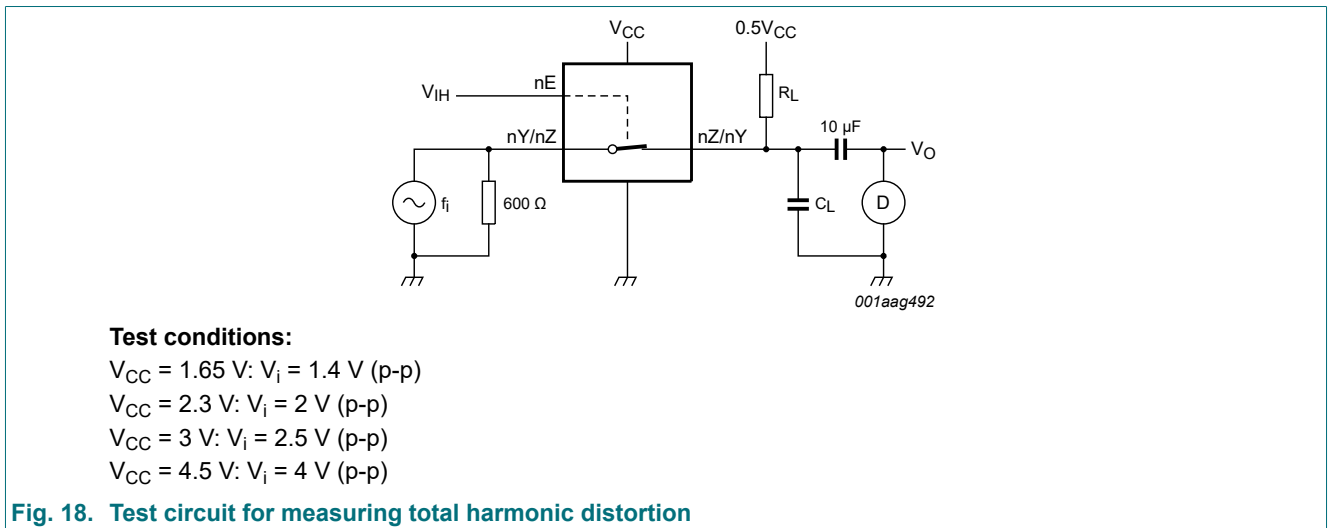 VCC
0.5VCC
nE
VIH
RL
nY/nZ
nZ/nY
10 µF
VO
fi
600 Ω
CL
D
001aag492
Test conditions:
VCC = 1.65 V: Vi = 1.4 V (p-p)
VCC = 2.3 V: Vi = 2 V (p-p)
VCC = 3 V: Vi = 2.5 V (p-p)
VCC = 4.5 V: Vi = 4 V (p-p)
Fig. 18. Test circuit for measuring total harmonic distortion